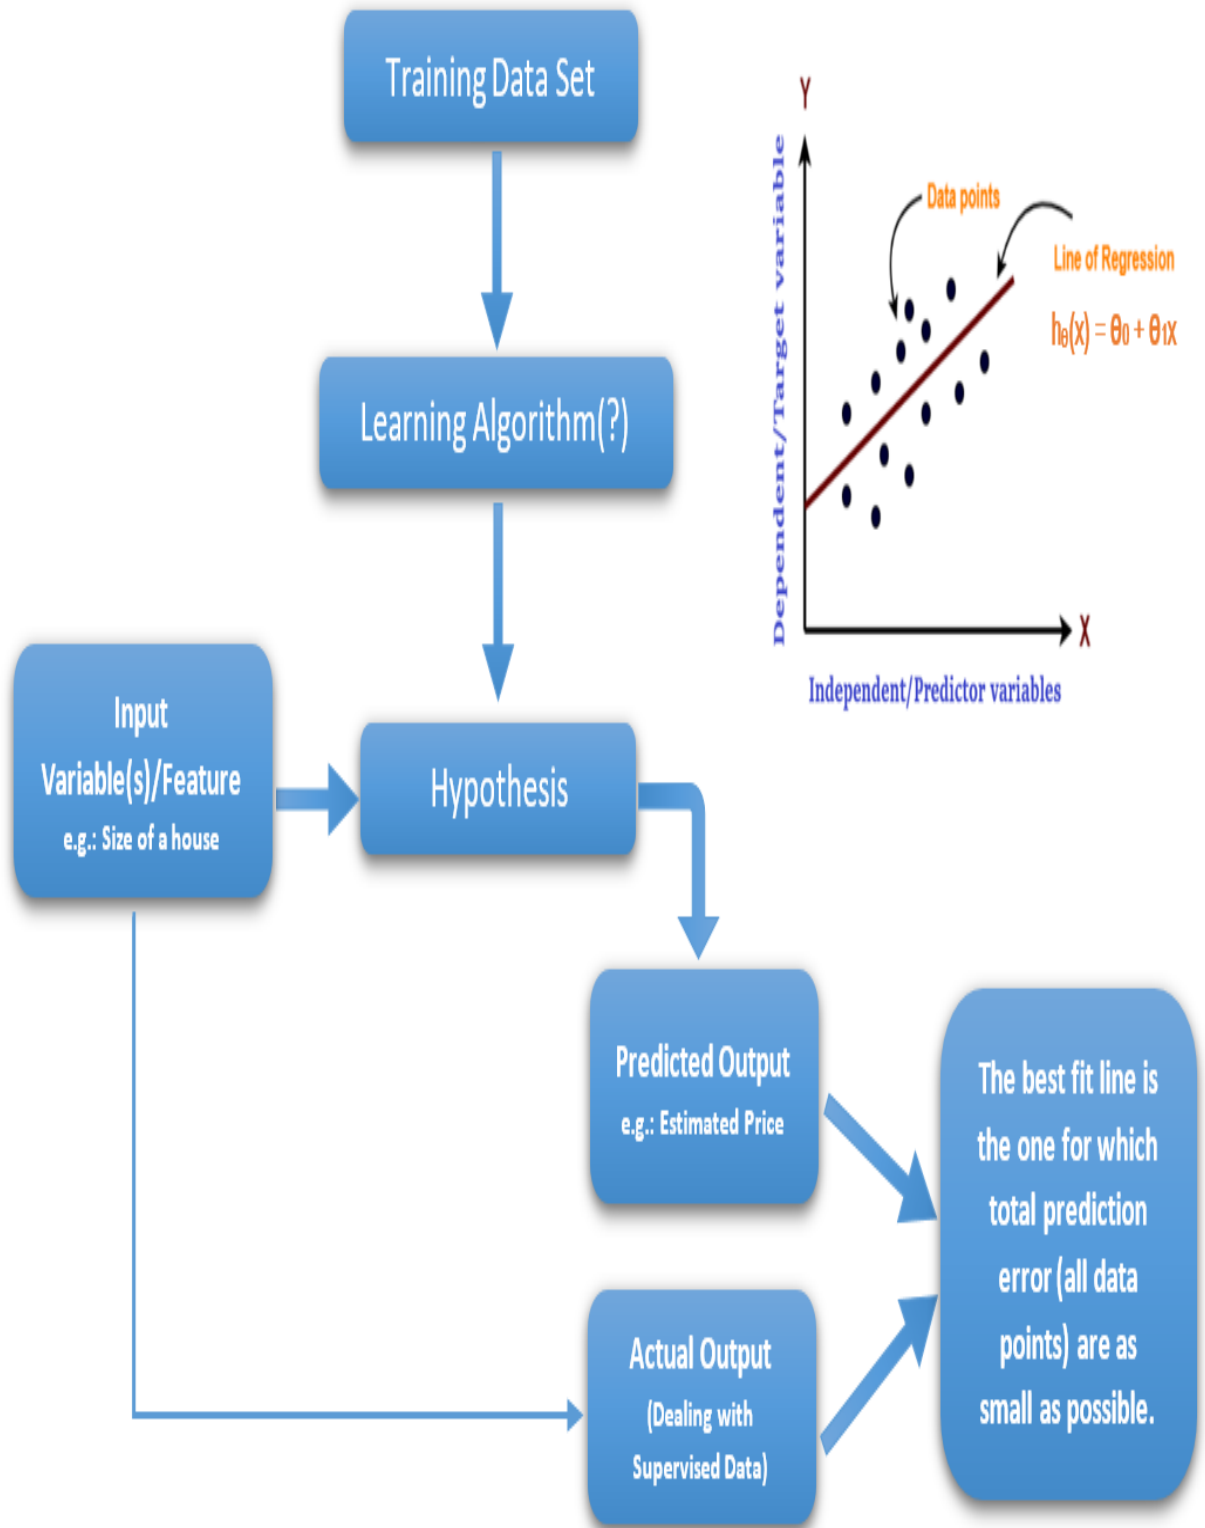 Training Data Set
Learning Algorithm(?)
Input
Variable(s)/Feature
e.g.: Size of a house
Hypothesis
Predicted Output
e.g.: Estimated Price
Actual Output
(Dealing with
Supervised Data)
The best fit line is
the one for which
total prediction
error (all data
points) are as
small as possible.
Y
Dependent/Target variable
Data points
Line of Regression
hθ(x) = θ0 + θ1x
X
Independent/Predictor variables